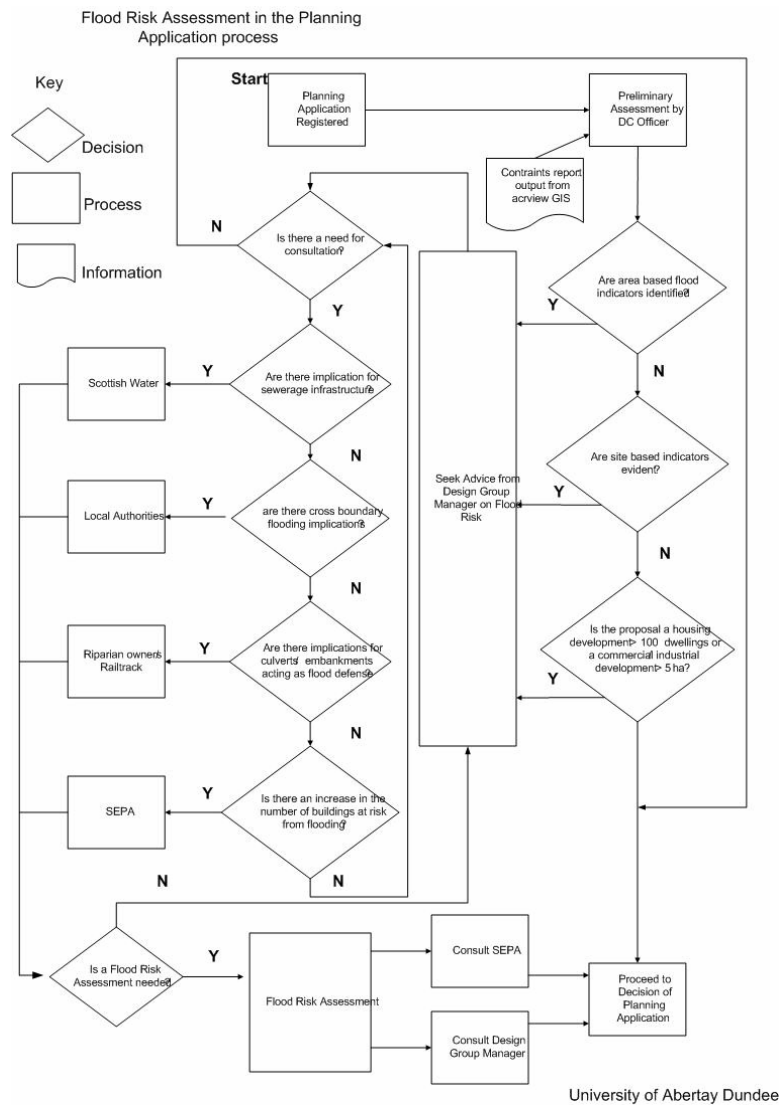 Flood Risk Assessment in the Planning
Application process
Key
Decision
Process
Information
Start
Planning
Application
Registered
Preliminary
Assessment by
DC Officer
Contraints report
output from
acrview GIS
N
Is there a need for
consultation?
Y
Are area based flood
indicators identified?
Y
N
Are there implication for
sewerage infrastructure?
Y
Scottish Water
N
Are site based indicators
evident?
Y
N
Seek Advice from
Design Group
Manager on Flood
Risk
are there cross boundary
flooding implications?
Y
Local Authorities
N
Is the proposal a housing
development> 100 dwellings or
a commercial/industrial
development> 5 ha?
Y
Are there implications for
culverts/ embankments
acting as flood defense?
Y
Riparian owners/
Railtrack
N
Is there an increase in the
number of buildings at risk
from flooding?
Y
SEPA
N
N
Is a Flood Risk
Assessment needed?
Y
Flood Risk Assessment
Consult SEPA
Consult Design
Group Manager
Proceed to
Decision of
Planning
Application
University of Abertay Dundee